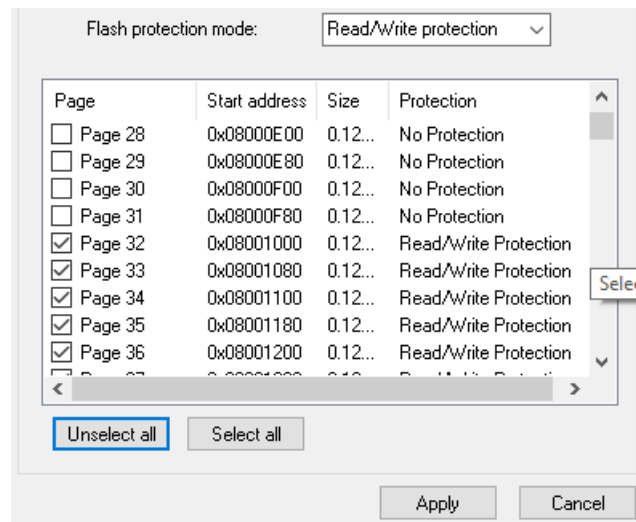 Flash protection mode: Read/Write protection
Page Start address Size Protection
Page 28 0x08000E00 0.12... No Protection
Page 29 0x08000E80 0.12... No Protection
Page 30 0x08000F00 0.12... No Protection
Page 31 0x08000F80 0.12... No Protection
Page 32 0x08001000 0.12... Read/Write Protection
Page 33 0x08001080 0.12... Read/Write Protection
Page 34 0x08001100 0.12... Read/Write Protection
Page 35 0x08001180 0.12... Read/Write Protection
Page 36 0x08001200 0.12... Read/Write Protection
Selec
Unselect all Select all
Apply Cancel